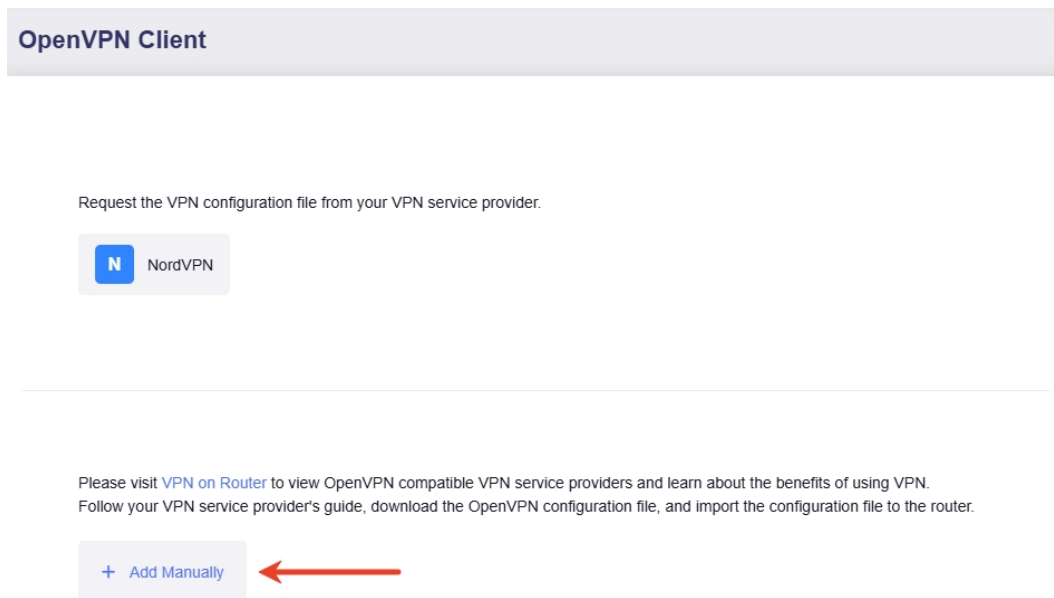 OpenVPN Client
Request the VPN configuration file from your VPN service provider.
N NordVPN
Please visit VPN on Router to view OpenVPN compatible VPN service providers and learn about the benefits of using VPN.
Follow your VPN service provider's guide, download the OpenVPN configuration file, and import the configuration file to the router.
+ Add Manually